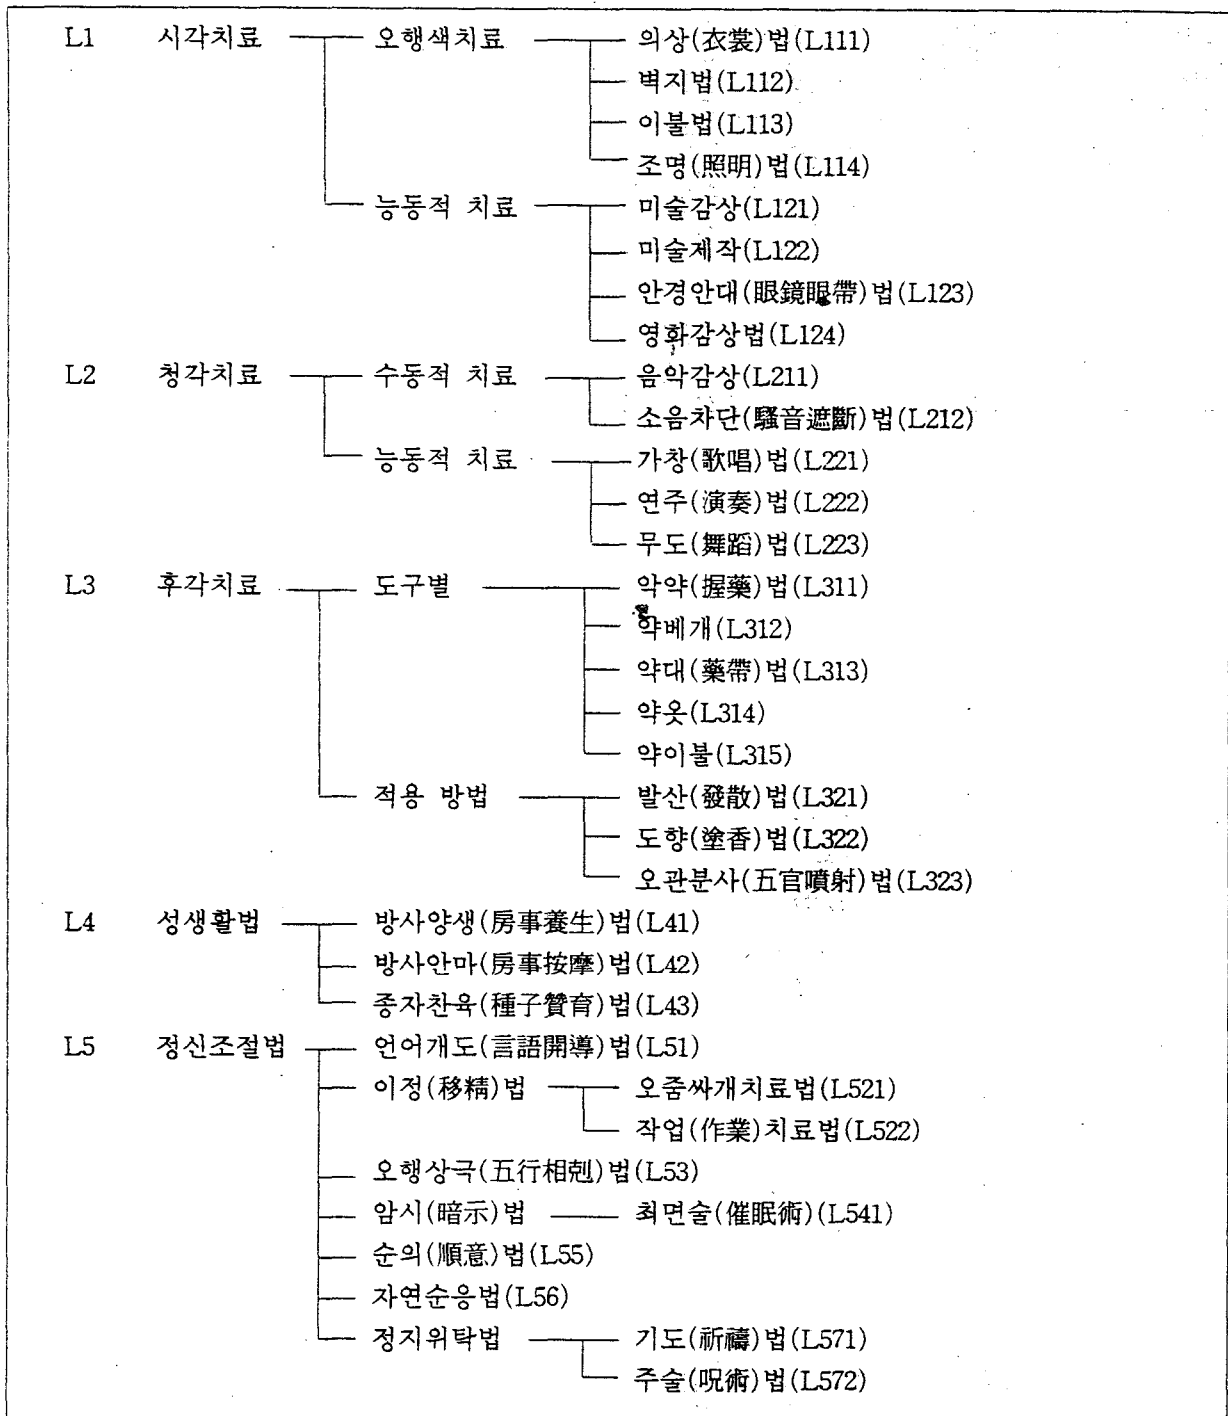 L1 시각치료 오행색치료 의상(衣裳)법(L111)
벽지법(L112)
이불법(L113)
조명(照明)법(L114)
능동적 치료 미술감상(L121)
미술제작(L122)
안경안대(眼鏡眼帶)법(L123)
영화감상법(L124)
L2 청각치료 수동적 치료 음악감상(L211)
소음차단(騷音遮斷)법(L212)
능동적 치료 가창(歌唱)법(L221)
연주(演奏)법(L222)
무도(舞蹈)법(L223)
L3 후각치료 도구별 악약(握藥)법(L311)
약베개(L312)
약대(藥帶)법(L313)
약옷(L314)
약이불(L315)
적용 방법 발산(發散)법(L321)
도향(塗香)법(L322)
오관분사(五官噴射)법(L323)
L4 성생활법 방사양생(房事養生)법(L41)
방사안마(房事按摩)법(L42)
종자찬육(種子贊育)법(L43)
L5 정신조절법 언어개도(言語開導)법(L51)
이정(移精)법 오줌싸개치료법(L521)
작업(作業)치료법(L522)
오행상극(五行相剋)법(L53)
암시(暗示)법 최면술(催眠術)(L541)
순의(順意)법(L55)
자연순응법(L56)
정지위탁법 기도(祈禱)법(L571)
주술(呪術)법(L572)